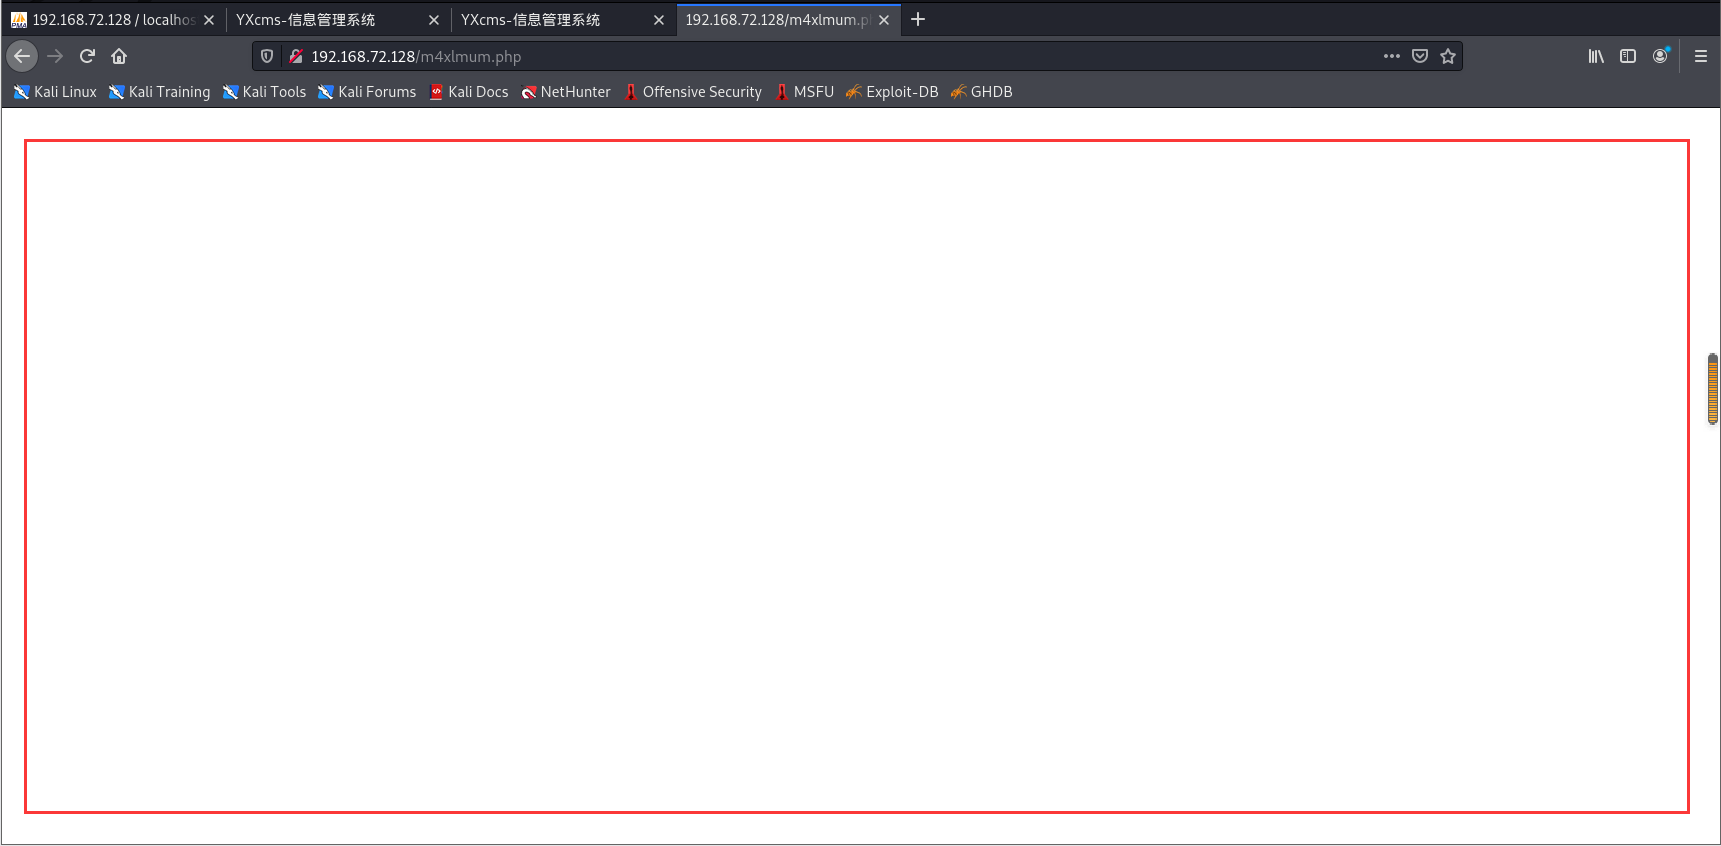 192.168.72.128 / localhos YXcms-信息管理系统 YXcms-信息管理系统 192.168.72.128/m4xlmum.p
192.168.72.128/m4xlmum.php
Kali Linux Kali Training Kali Tools Kali Forums Kali Docs NetHunter Offensive Security MSFU Exploit-DB GHDB